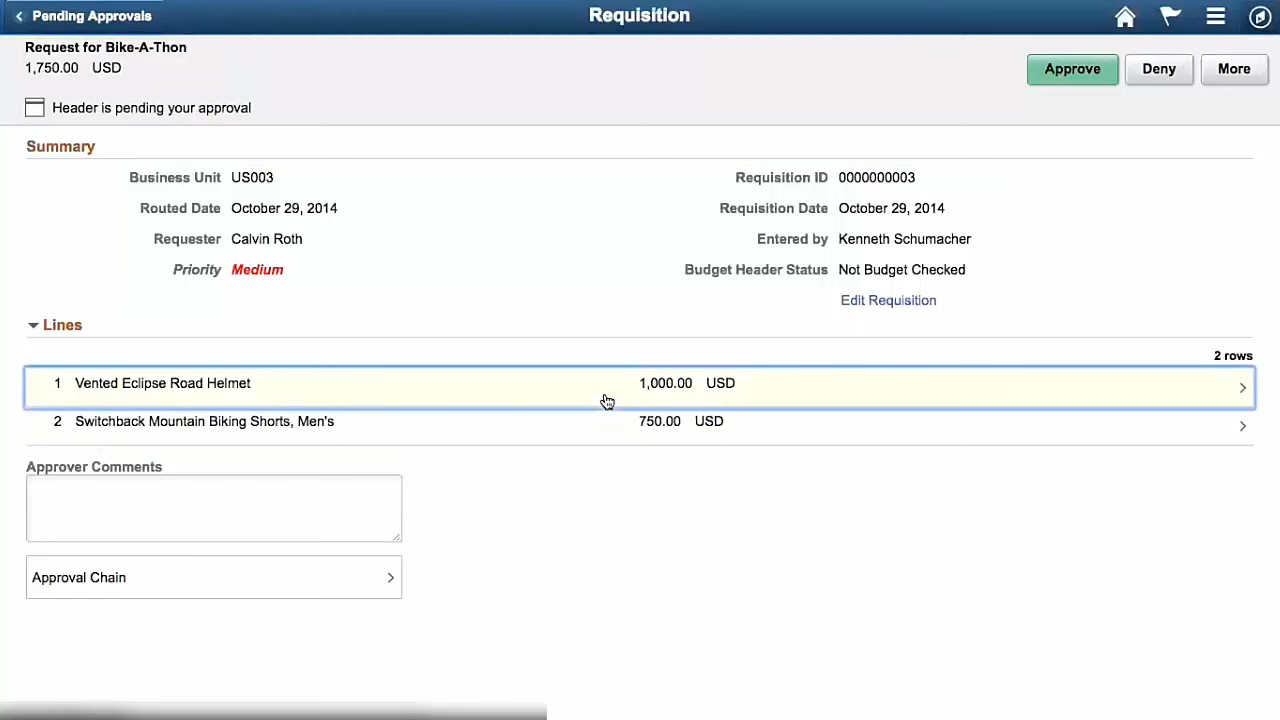 Pending Approvals
Requisition
Request for Bike-A-Thon
1,750.00 USD
Approve
Deny
More
Header is pending your approval
Summary
Business Unit US003
Requisition ID 0000000003
Routed Date October 29, 2014
Requisition Date October 29, 2014
Requester Calvin Roth
Entered by Kenneth Schumacher
Priority Medium
Budget Header Status Not Budget Checked
Edit Requisition
Lines
2 rows
1 Vented Eclipse Road Helmet 1,000.00 USD
2 Switchback Mountain Biking Shorts, Men's 750.00 USD
Approver Comments
Approval Chain